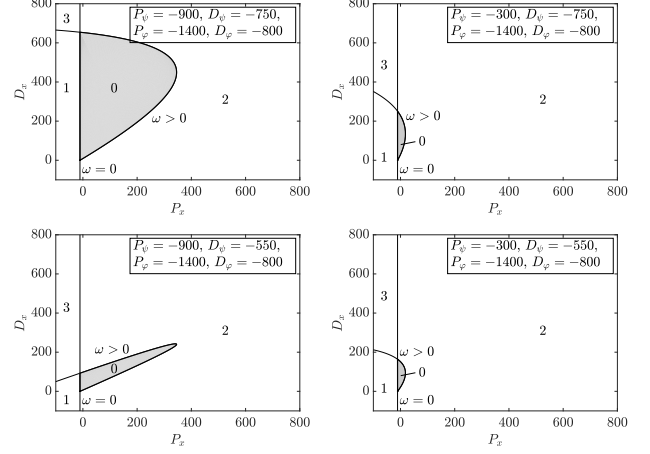 P_ψ = −900, D_ψ = −750,
P_φ = −1400, D_φ = −800
800
600
400
200
0
D_x
3
1
0
2
ω > 0
ω = 0
0 200 400 600 800
P_x
P_ψ = −300, D_ψ = −750,
P_φ = −1400, D_φ = −800
800
600
400
200
0
D_x
3
1
0
2
ω > 0
ω = 0
0 200 400 600 800
P_x
P_ψ = −900, D_ψ = −550,
P_φ = −1400, D_φ = −800
800
600
400
200
0
D_x
3
1
0
2
ω > 0
ω = 0
0 200 400 600 800
P_x
P_ψ = −300, D_ψ = −550,
P_φ = −1400, D_φ = −800
800
600
400
200
0
D_x
3
1
0
2
ω > 0
ω = 0
0 200 400 600 800
P_x